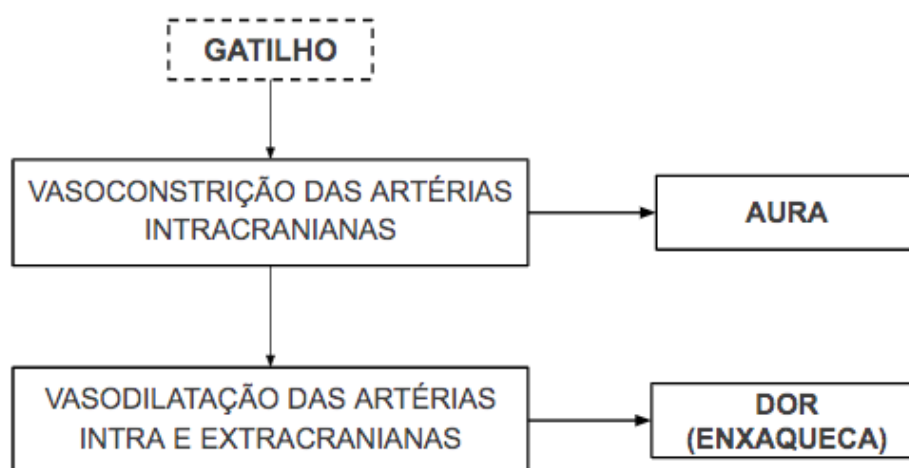 GATILHO
VASOCONSTRIÇÃO DAS ARTÉRIAS
INTRACRANIANAS
AURA
VASODILATAÇÃO DAS ARTÉRIAS
INTRA E EXTRACRANIANAS
DOR
(ENXAQUECA)